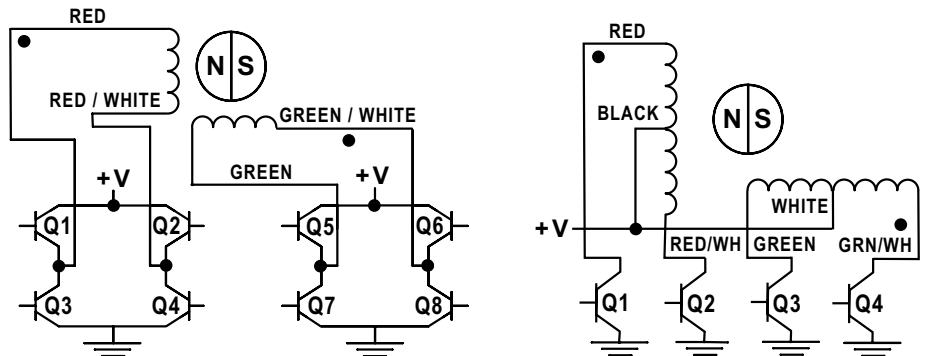 RED
N S
RED / WHITE
GREEN / WHITE
GREEN
+V
+V
Q1
Q2
Q5
Q6
Q3
Q4
Q7
Q8
RED
BLACK
N S
WHITE
+V
RED/WH
GREEN
GRN/WH
Q1
Q2
Q3
Q4